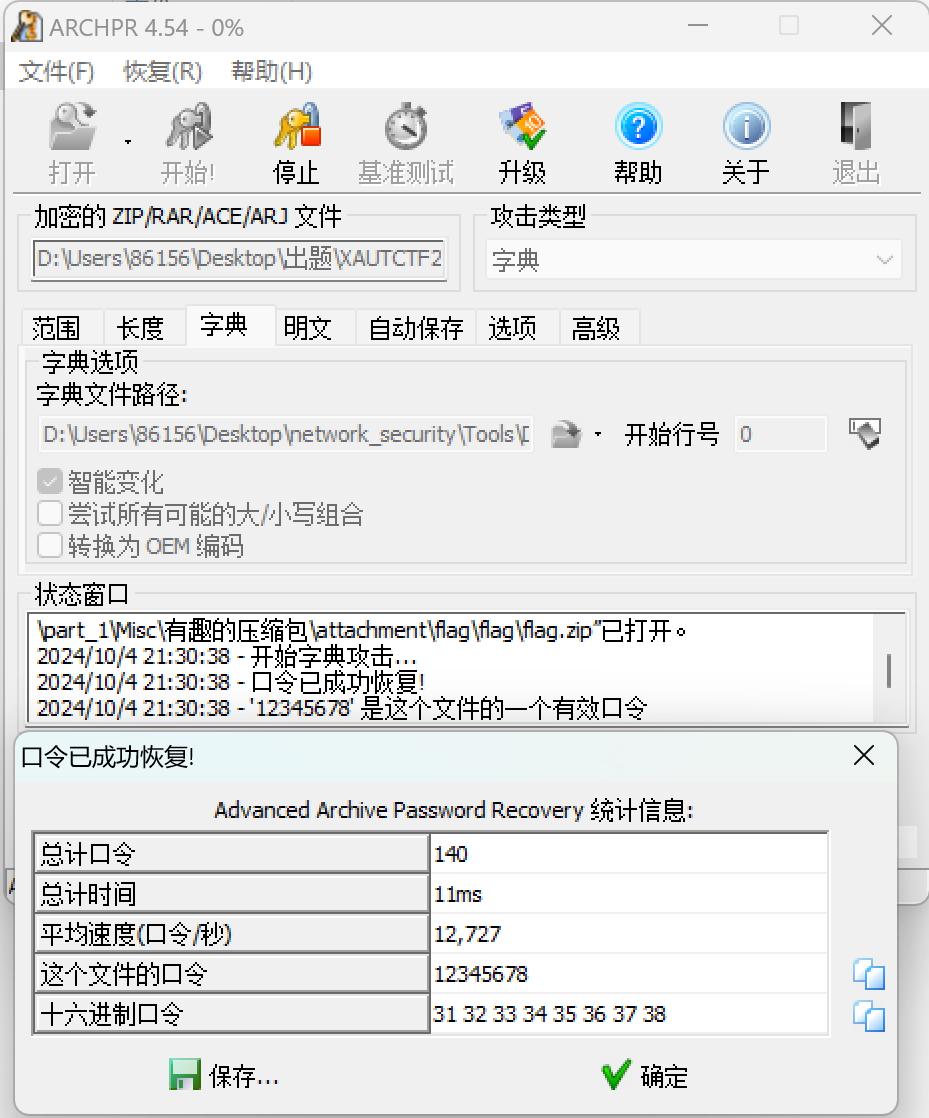 ARCHPR 4.54 - 0%
文件(F) 恢复(R) 帮助(H)
打开 开始! 停止 基准测试 升级 帮助 关于 退出
加密的 ZIP/RAR/ACE/ARJ 文件 攻击类型
D:\Users\86156\Desktop\出题\XAUTCTF2 字典
范围 长度 字典 明文 自动保存 选项 高级
字典选项
字典文件路径:
D:\Users\86156\Desktop\network_security\Tools\D 开始行号 0
智能变化
尝试所有可能的大/小写组合
转换为 OEM 编码
状态窗口
\part_1\Misc\有趣的压缩包\attachment\flag\flag\flag.zip”已打开。
2024/10/4 21:30:38 - 开始字典攻击...
2024/10/4 21:30:38 - 口令已成功恢复!
2024/10/4 21:30:38 - '12345678' 是这个文件的一个有效口令
口令已成功恢复!
Advanced Archive Password Recovery 统计信息:
总计口令 140
总计时间 11ms
平均速度(口令/秒) 12,727
这个文件的口令 12345678
十六进制口令 31 32 33 34 35 36 37 38
保存... 确定